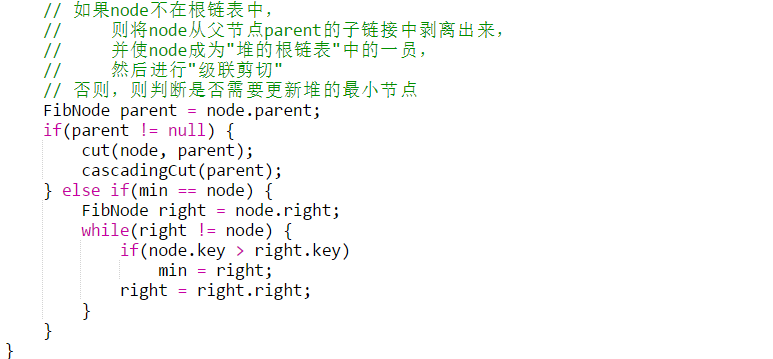 // 如果node不在根链表中，
//     则将node从父节点parent的子链接中剥离出来，
//     并使node成为"堆的根链表"中的一员，
//     然后进行"级联剪切"
// 否则，则判断是否需要更新堆的最小节点
FibNode parent = node.parent;
if(parent != null) {
    cut(node, parent);
    cascadingCut(parent);
} else if(min == node) {
    FibNode right = node.right;
    while(right != node) {
        if(node.key > right.key)
            min = right;
        right = right.right;
    }
}
}